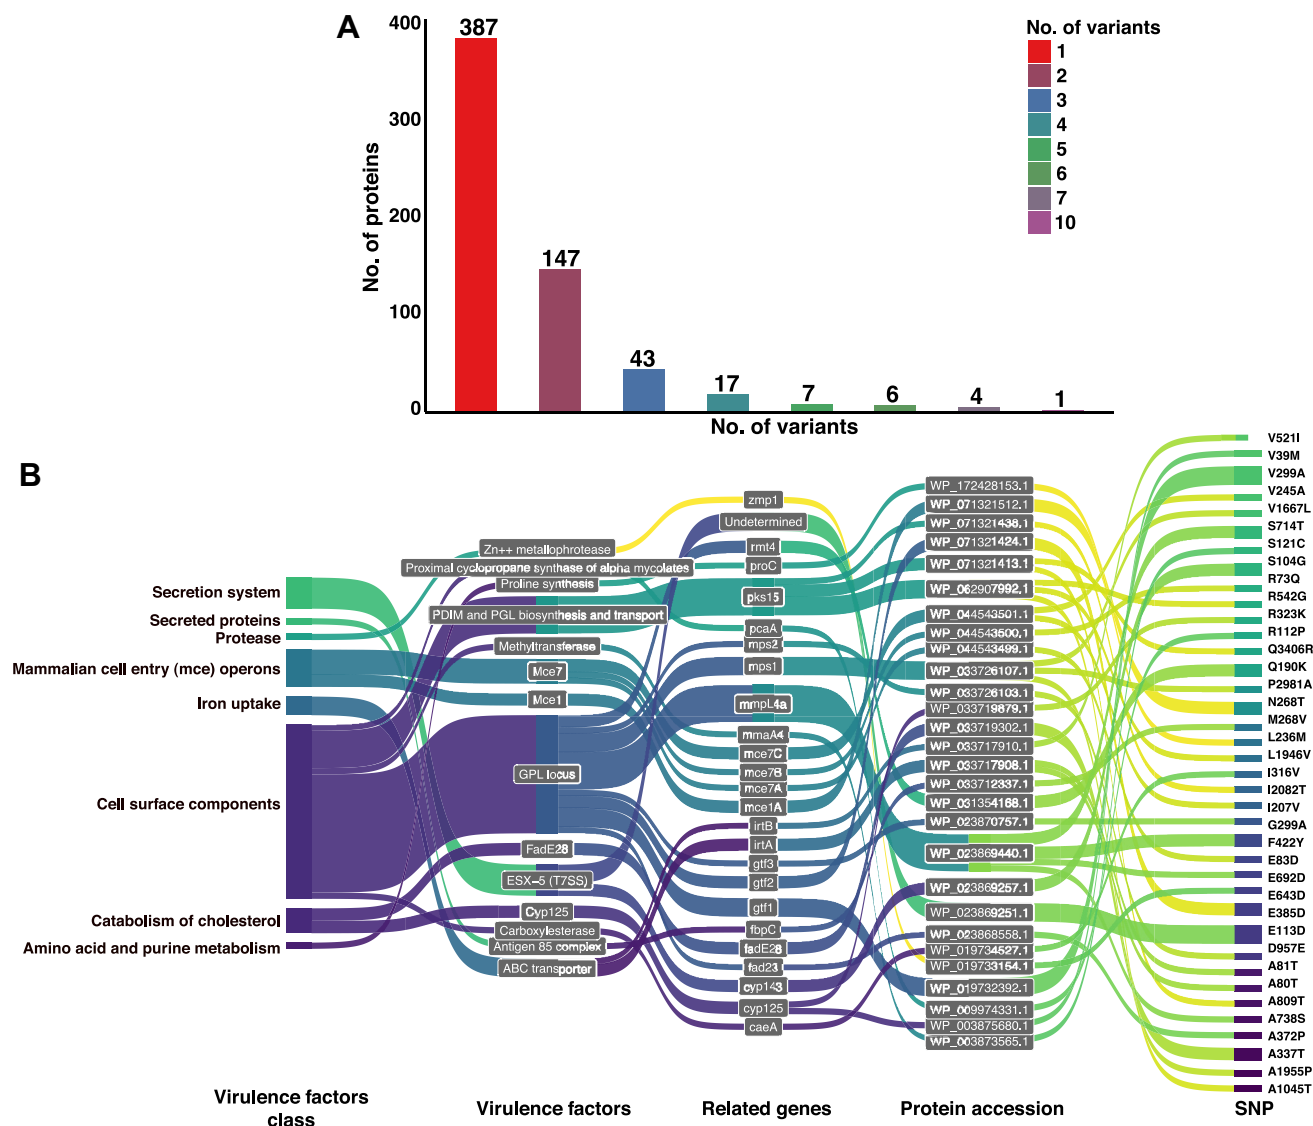 A
400
300
200
100
0
No. of proteins
387
147
43
17
7
6
4
1
No. of variants
No. of variants
1
2
3
4
5
6
7
10
B
Secretion system
Secreted proteins
Protease
Mammalian cell entry (mce) operons
Iron uptake
Cell surface components
Catabolism of cholesterol
Amino acid and purine metabolism
Virulence factors
class
Zn++ metallophrotease
Proximal cyclopropane synthase of alpha mycolates
Proline synthesis
PDIM and PGL biosynthesis and transport
Methyltransferase
Mce7
Mce1
GPL locus
FadE28
ESX−5 (T7SS)
Cyp125
Carboxylesterase
Antigen 85 complex
ABC transporter
Virulence factors
zmp1
Undetermined
rmt4
proC
pks15
pcaA
mps2
mps1
mmpL4a
mmaA4
mce7C
mce7B
mce7A
mce1A
irtB
irtA
gtf3
gtf2
gtf1
fbpC
fadE28
fad23
cyp143
cyp125
caeA
Related genes
WP_172428153.1
WP_071321512.1
WP_071321438.1
WP_071321424.1
WP_071321413.1
WP_062907992.1
WP_044543501.1
WP_044543500.1
WP_044543499.1
WP_033726107.1
WP_033726103.1
WP_033719879.1
WP_033719302.1
WP_033717910.1
WP_033717908.1
WP_033712337.1
WP_031354168.1
WP_023870757.1
WP_023869440.1
WP_023869257.1
WP_023869251.1
WP_023868558.1
WP_019734527.1
WP_019733154.1
WP_019732392.1
WP_009974331.1
WP_003875680.1
WP_003873565.1
Protein accession
V521I
V39M
V299A
V245A
V1667L
S714T
S121C
S104G
R73Q
R542G
R323K
R112P
Q3406R
Q190K
P2981A
N268T
M268V
L236M
L1946V
I316V
I2082T
I207V
G299A
F422Y
E83D
E692D
E643D
E385D
E113D
D957E
A81T
A80T
A809T
A738S
A372P
A337T
A1955P
A1045T
SNP